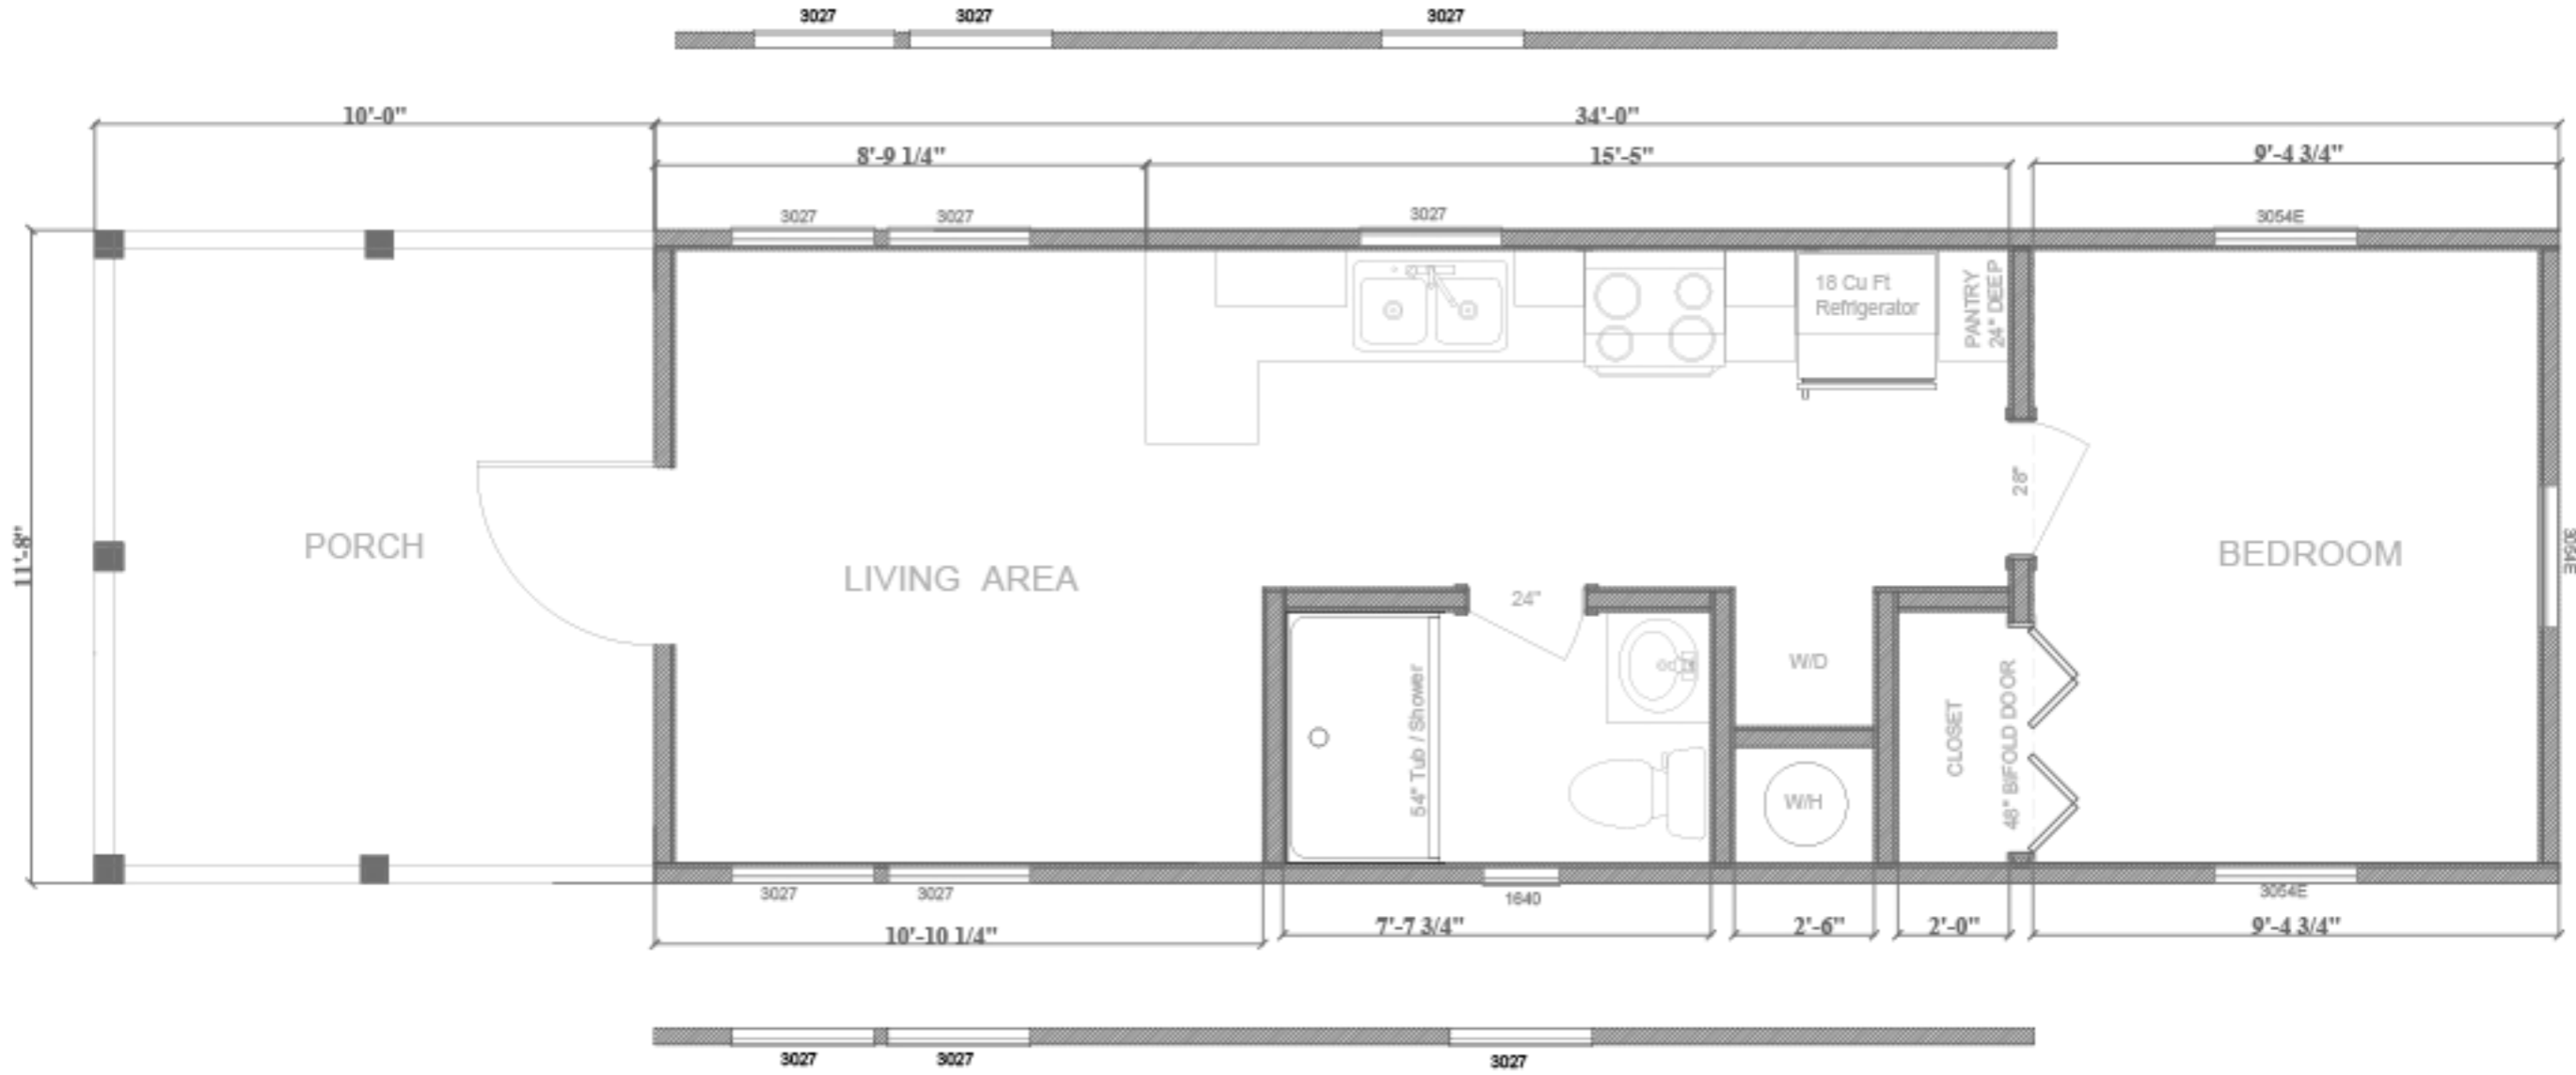 3027
3027
3027
10'-0"
34'-0"
8'-9 1/4"
15'-5"
9'-4 3/4"
3027
3027
3027
3054E
18 Cu Ft
Refrigerator
PANTRY
24" DEEP
28"
11'-8"
PORCH
LIVING AREA
BEDROOM
3054E
24"
W/D
54" Tub / Shower
CLOSET
48" BIFOLD DOOR
W/H
3027
3027
1640
3054E
10'-10 1/4"
7'-7 3/4"
2'-6"
2'-0"
9'-4 3/4"
3027
3027
3027